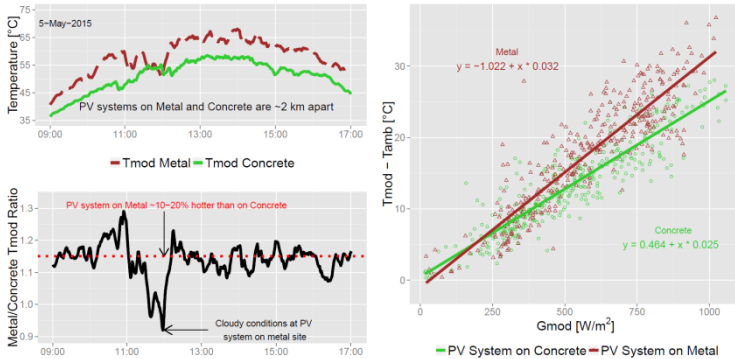 5-May-2015
Temperature [°C]
75
65
55
45
35
PV systems on Metal and Concrete are ~2 km apart
09:00 11:00 13:00 15:00 17:00
Tmod Metal Tmod Concrete
Metal/Concrete Tmod Ratio
PV system on Metal ~10-20% hotter than on Concrete
1.3
1.2
1.1
1.0
0.9
Cloudy conditions at PV
system on metal site
09:00 11:00 13:00 15:00 17:00
Tmod - Tamb [°C]
30
20
10
0
Metal
y = -1.022 + x * 0.032
Concrete
y = 0.464 + x * 0.025
0 250 500 750 1000
Gmod [W/m²]
PV System on Concrete PV System on Metal